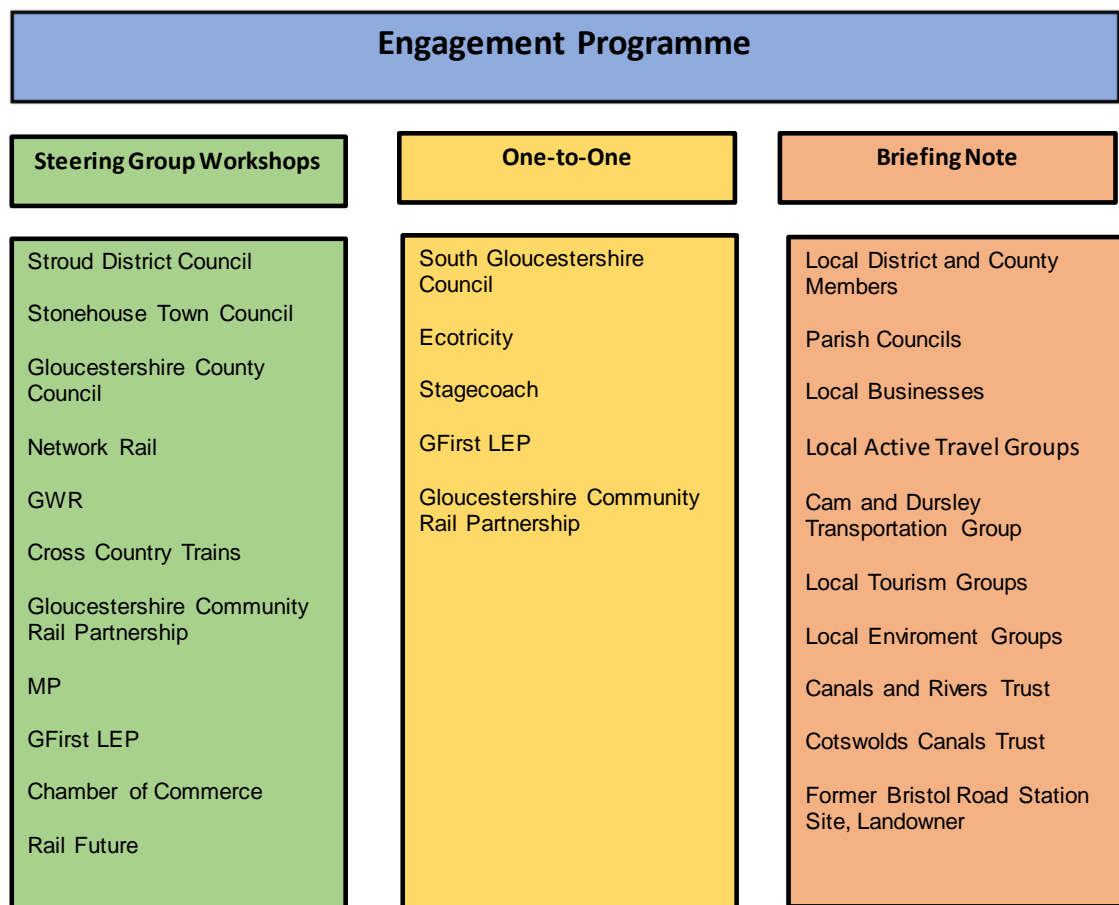 Engagement Programme
Steering Group Workshops
Stroud District Council
Stonehouse Town Council
Gloucestershire County
Council
Network Rail
GWR
Cross Country Trains
Gloucestershire Community
Rail Partnership
MP
GFirst LEP
Chamber of Commerce
Rail Future
One-to-One
South Gloucestershire
Council
Ecotricity
Stagecoach
GFirst LEP
Gloucestershire Community
Rail Partnership
Briefing Note
Local District and County
Members
Parish Councils
Local Businesses
Local Active Travel Groups
Cam and Dursley
Transportation Group
Local Tourism Groups
Local Enviroment Groups
Canals and Rivers Trust
Cotswolds Canals Trust
Former Bristol Road Station
Site, Landowner